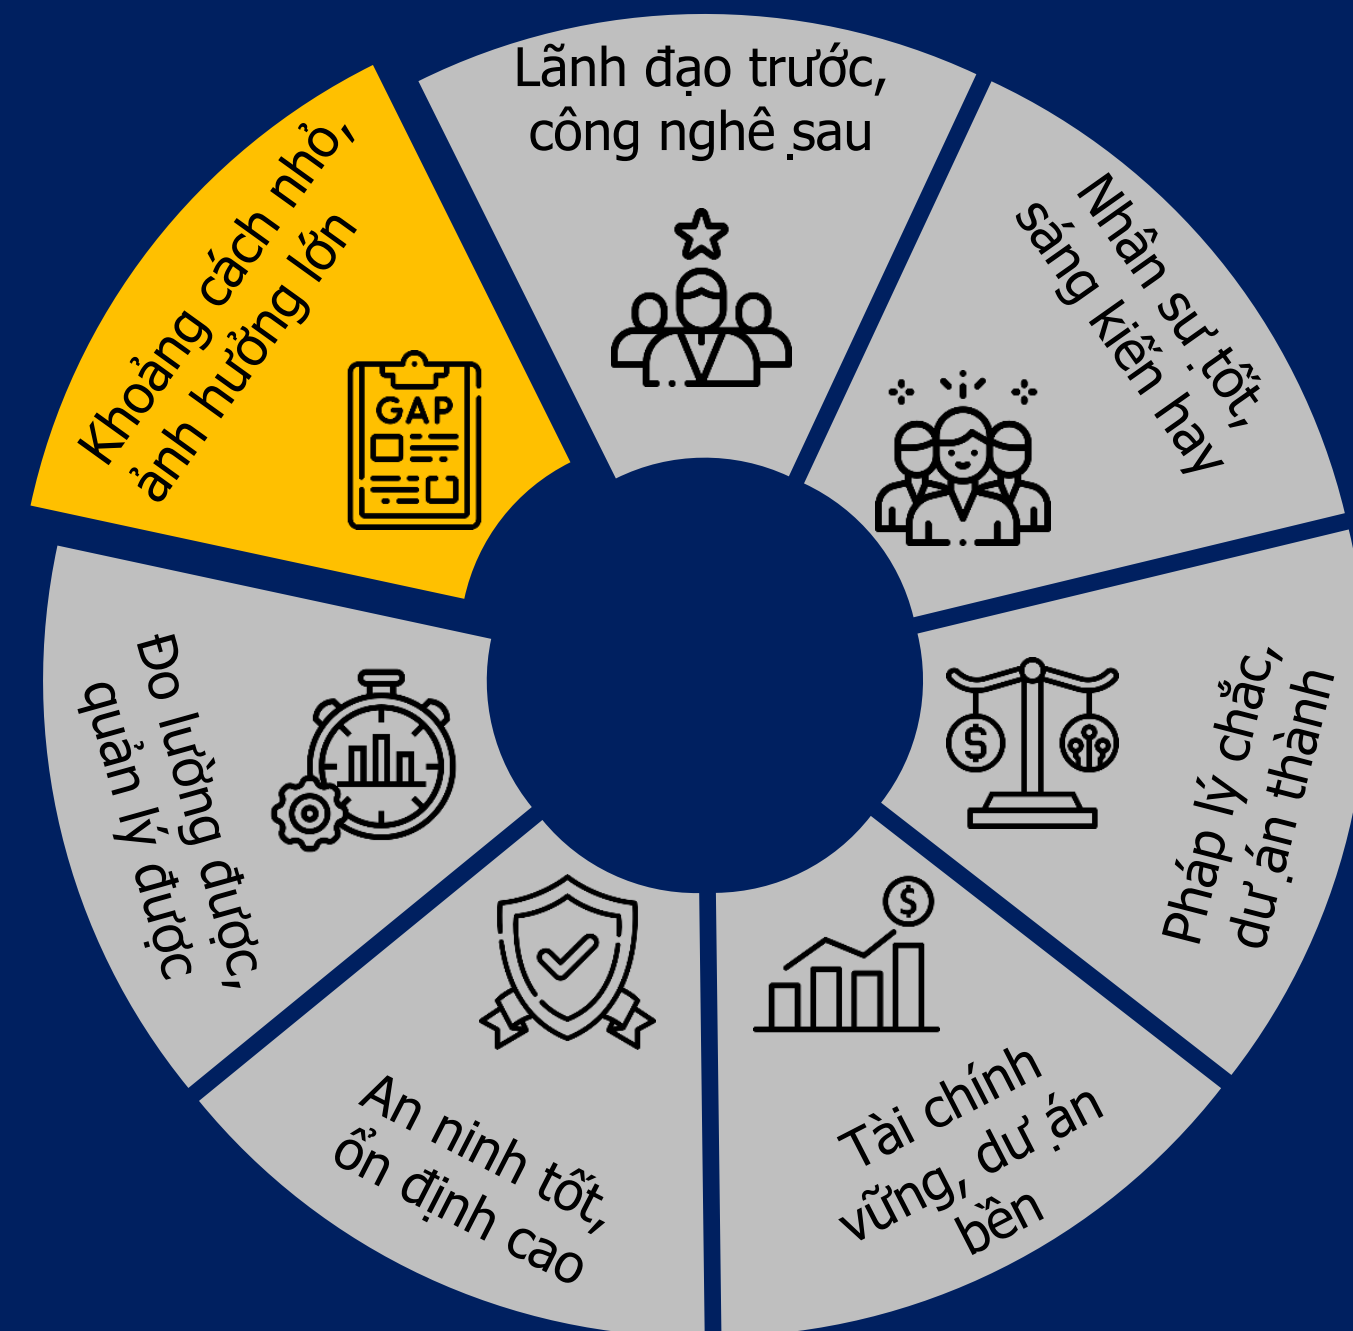 Lãnh đạo trước,
công nghệ sau
Nhân sự tốt,
sáng kiến hay
Pháp lý chắc,
dự án thành
Tài chính
vững, dự án
bền
An ninh tốt,
ổn định cao
Đo lường được,
quản lý được
Khoảng cách nhỏ,
ảnh hưởng lớn
GAP
$
$